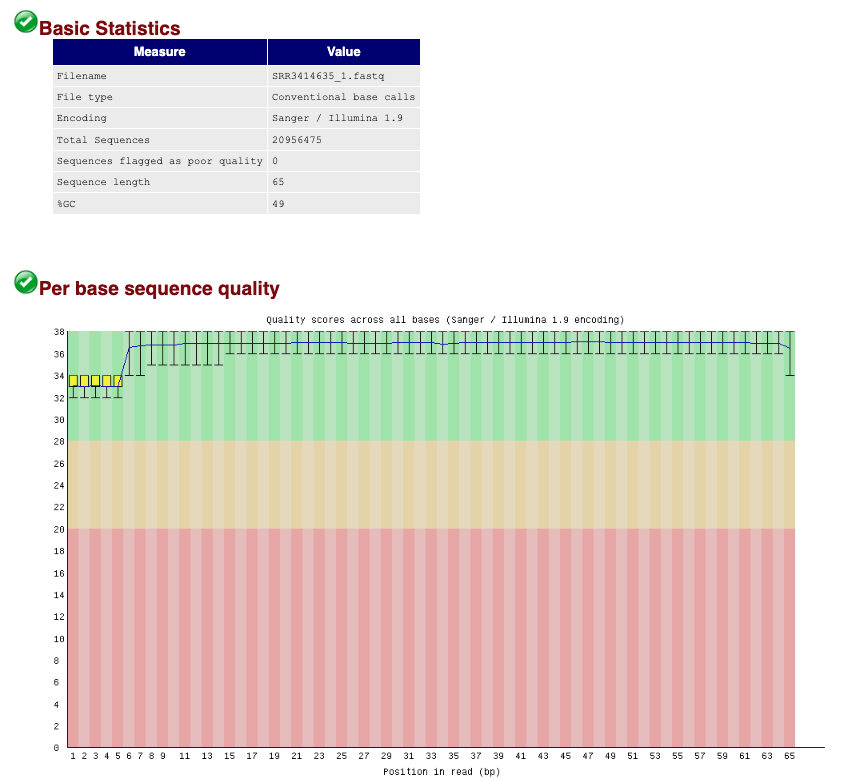 Basic Statistics
Measure Value
Filename SRR3414635_1.fastq
File type Conventional base calls
Encoding Sanger / Illumina 1.9
Total Sequences 20956475
Sequences flagged as poor quality 0
Sequence length 65
%GC 49
Per base sequence quality
Quality scores across all bases (Sanger / Illumina 1.9 encoding)
38
36
34
32
30
28
26
24
22
20
18
16
14
12
10
8
6
4
2
0
1 2 3 4 5 6 7 8 9 11 13 15 17 19 21 23 25 27 29 31 33 35 37 39 41 43 45 47 49 51 53 55 57 59 61 63 65
Position in read (bp)